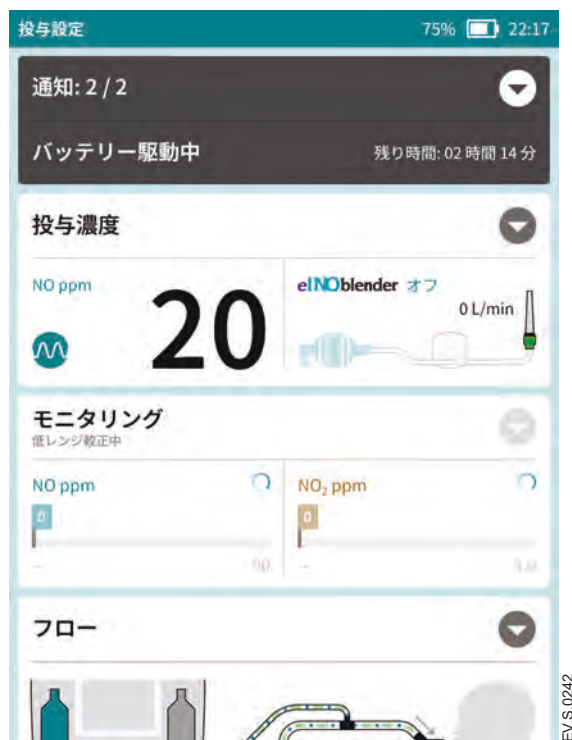 投与設定
75% 22:17
通知: 2 / 2
バッテリー駆動中
残り時間: 02 時間 14 分
投与濃度
NO ppm
20
elNOblender オフ
0 L/min
モニタリング
低レンジ較正中
NO ppm
NO₂ ppm
0
0
--
--
フロー
EV S 0242